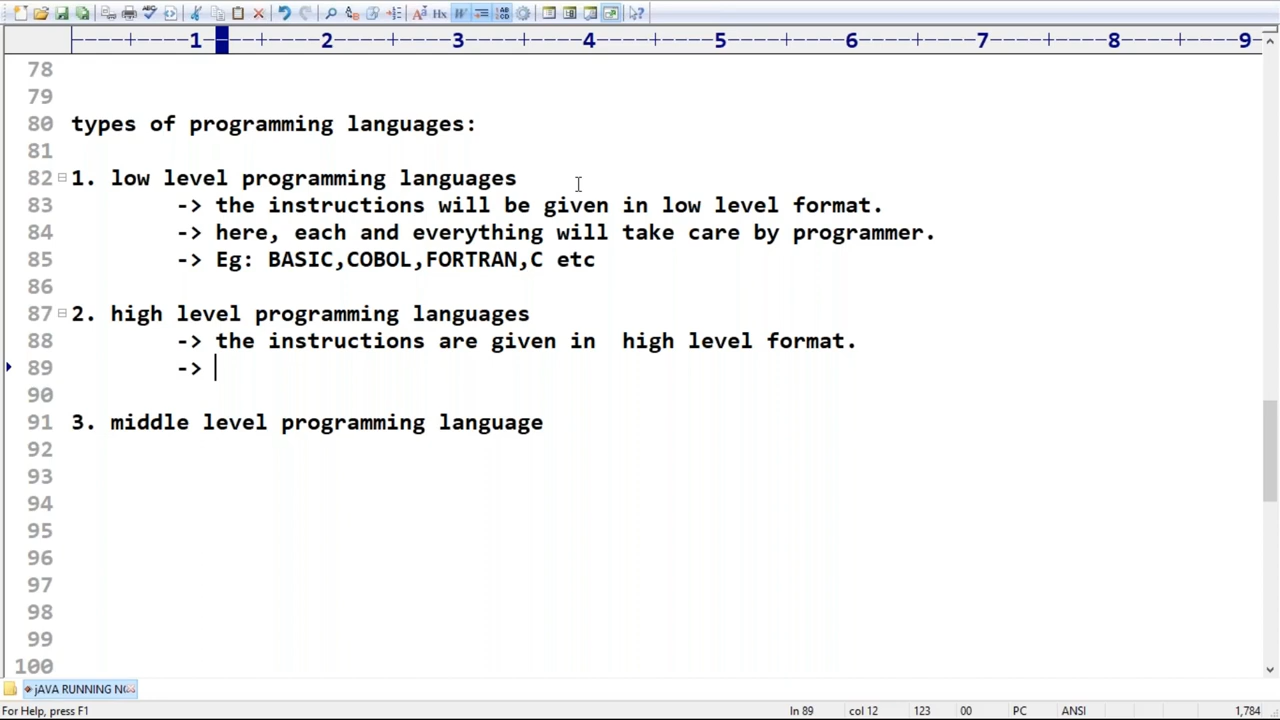 1 2 3 4 5 6 7 8 9
78
79
80 types of programming languages:
81
82 1. low level programming languages
83 -> the instructions will be given in low level format.
84 -> here, each and everything will take care by programmer.
85 -> Eg: BASIC,COBOL,FORTRAN,C etc
86
87 2. high level programming languages
88 -> the instructions are given in  high level format.
89 ->
90
91 3. middle level programming language
92
93
94
95
96
97
98
99
100
jAVA RUNNING
For Help, press F1 ln 89 col 12 123 00 PC ANSI 1,784